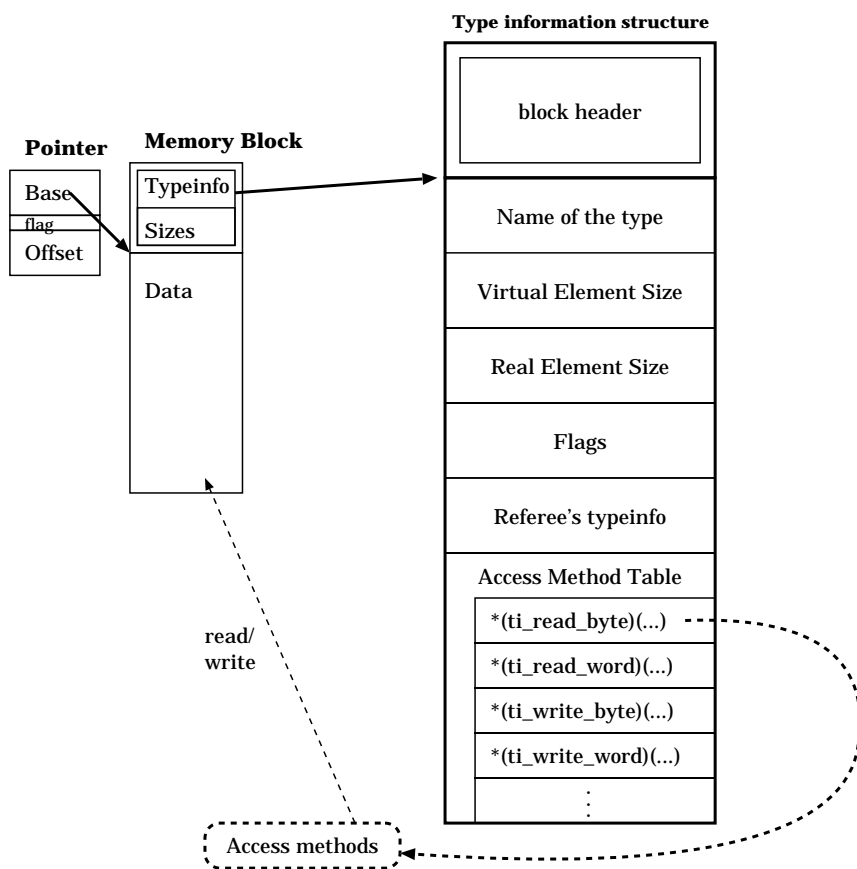 Type information structure
block header
Pointer
Memory Block
Base
flag
Offset
Typeinfo
Sizes
Data
Name of the type
Virtual Element Size
Real Element Size
Flags
Referee's typeinfo
Access Method Table
*(ti_read_byte)(...)
*(ti_read_word)(...)
*(ti_write_byte)(...)
*(ti_write_word)(...)
⋮
read/
write
Access methods